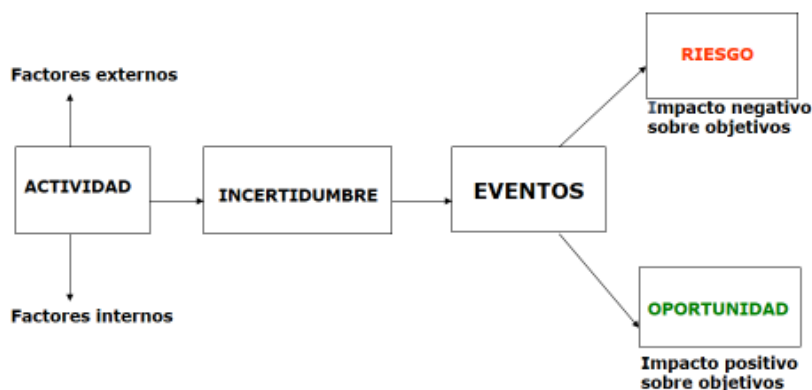 RIESGO
Factores externos
Impacto negativo
sobre objetivos
ACTIVIDAD
INCERTIDUMBRE
EVENTOS
Factores internos
OPORTUNIDAD
Impacto positivo
sobre objetivos